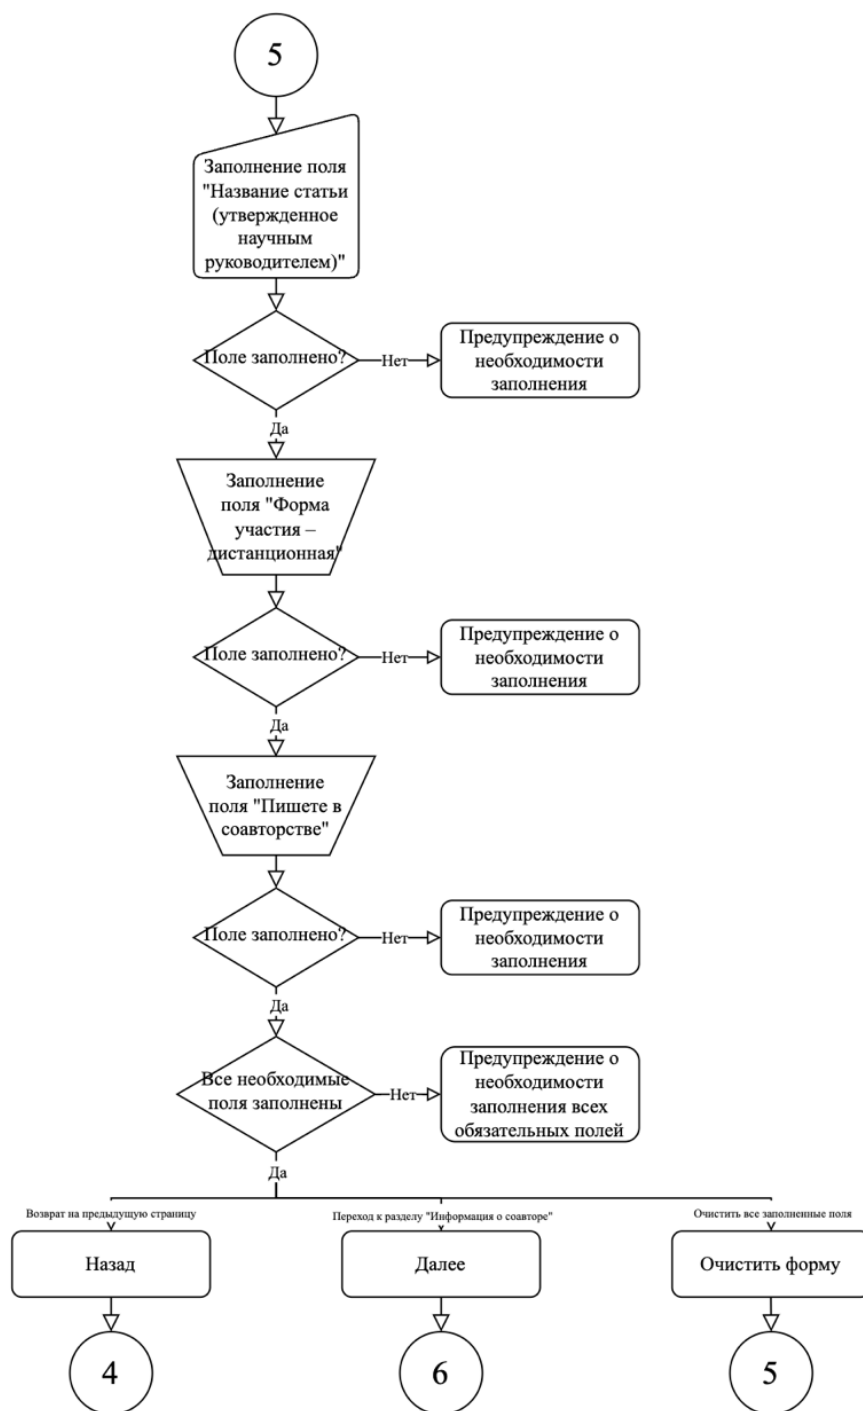 5
Заполнение поля
"Название статьи
(утвержденное
научным
руководителем)"
Поле заполнено?
Нет
Предупреждение о
необходимости
заполнения
Да
Заполнение
поля "Форма
участия –
дистанционная"
Поле заполнено?
Нет
Предупреждение о
необходимости
заполнения
Да
Заполнение
поля "Пишете в
соавторстве"
Поле заполнено?
Нет
Предупреждение о
необходимости
заполнения
Да
Все необходимые
поля заполнены
Нет
Предупреждение о
необходимости
заполнения всех
обязательных полей
Да
Возврат на предыдущую страницу
Переход к разделу "Информация о соавторе"
Очистить все заполненные поля
Назад
Далее
Очистить форму
4
6
5